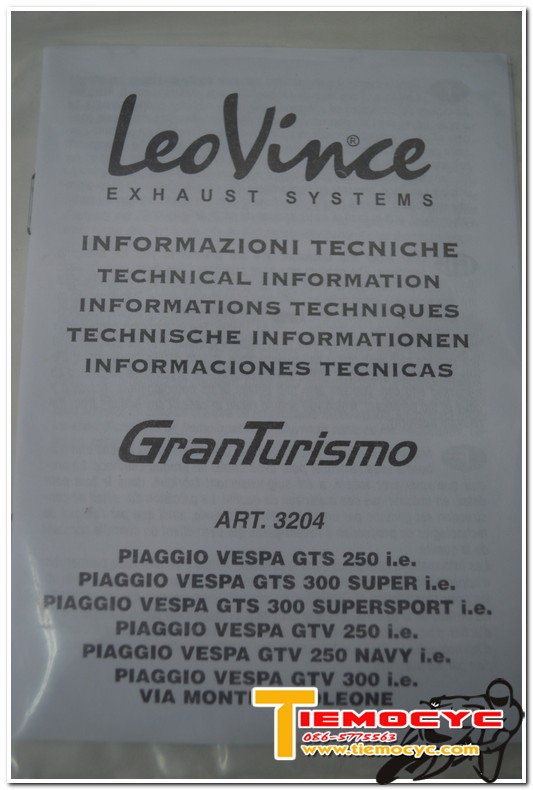 LeoVince®
EXHAUST SYSTEMS
INFORMAZIONI TECNICHE
TECHNICAL INFORMATION
INFORMATIONS TECHNIQUES
TECHNISCHE INFORMATIONEN
INFORMACIONES TECNICAS
GranTurismo
ART. 3204
PIAGGIO VESPA GTS 250 i.e.
PIAGGIO VESPA GTS 300 SUPER i.e.
PIAGGIO VESPA GTS 300 SUPERSPORT i.e.
PIAGGIO VESPA GTV 250 i.e.
PIAGGIO VESPA GTV 250 NAVY i.e.
PIAGGIO VESPA GTV 300 i.e.
VIA
TIEMOCYC
086-5775563
www.tiemocyc.com